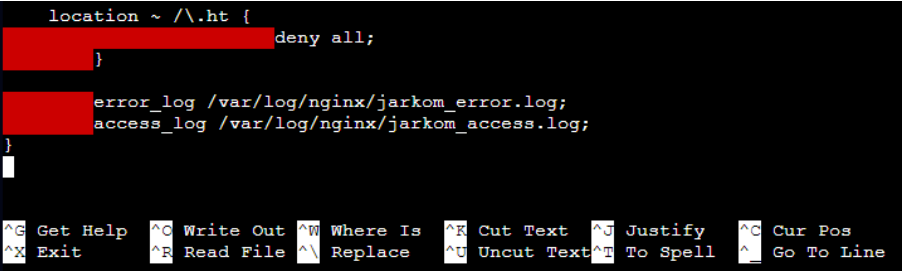 location ~ /\.ht {
deny all;
}
error_log /var/log/nginx/jarkom_error.log;
access_log /var/log/nginx/jarkom_access.log;
}
^G Get Help ^O Write Out ^W Where Is ^K Cut Text ^J Justify ^C Cur Pos
^X Exit ^R Read File ^\ Replace ^U Uncut Text ^T To Spell ^_ Go To Line